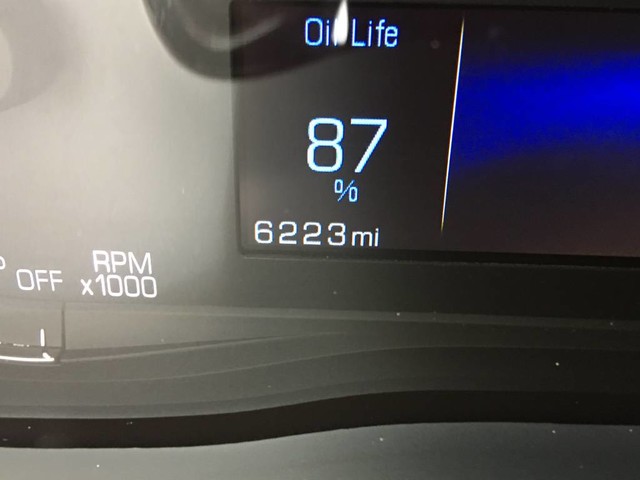 Oil Life
87
%
6223mi
OFF
RPM
x1000